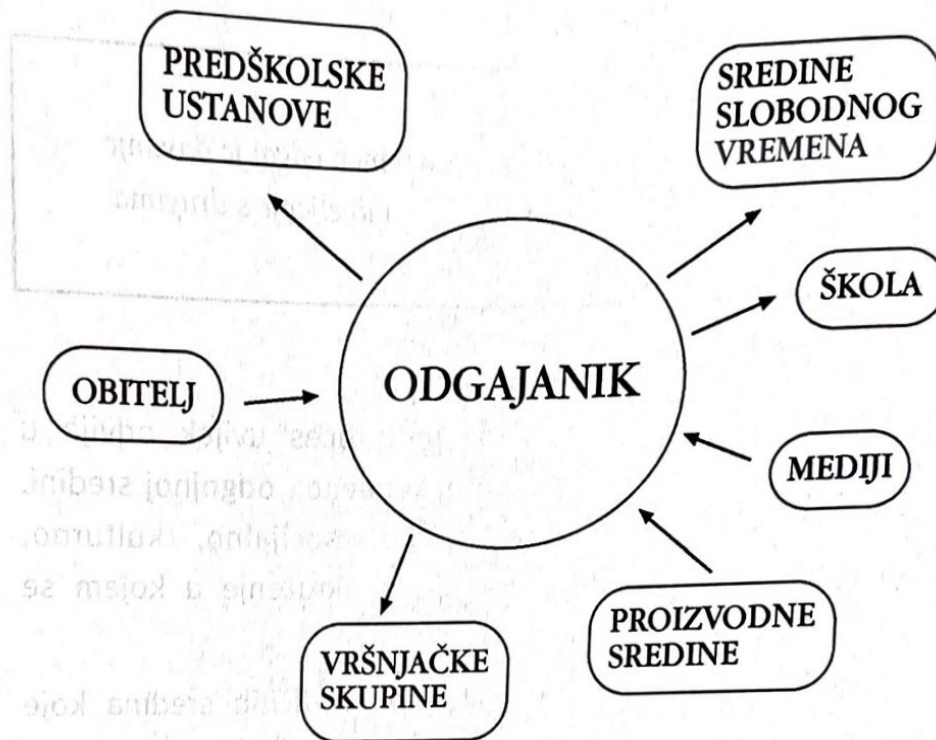 PREDŠKOLSKE
USTANOVE
SREDINE
SLOBODNOG
VREMENA
ŠKOLA
OBITELJ
ODGAJANIK
MEDIJI
PROIZVODNE
SREDINE
VRŠNJAČKE
SKUPINE